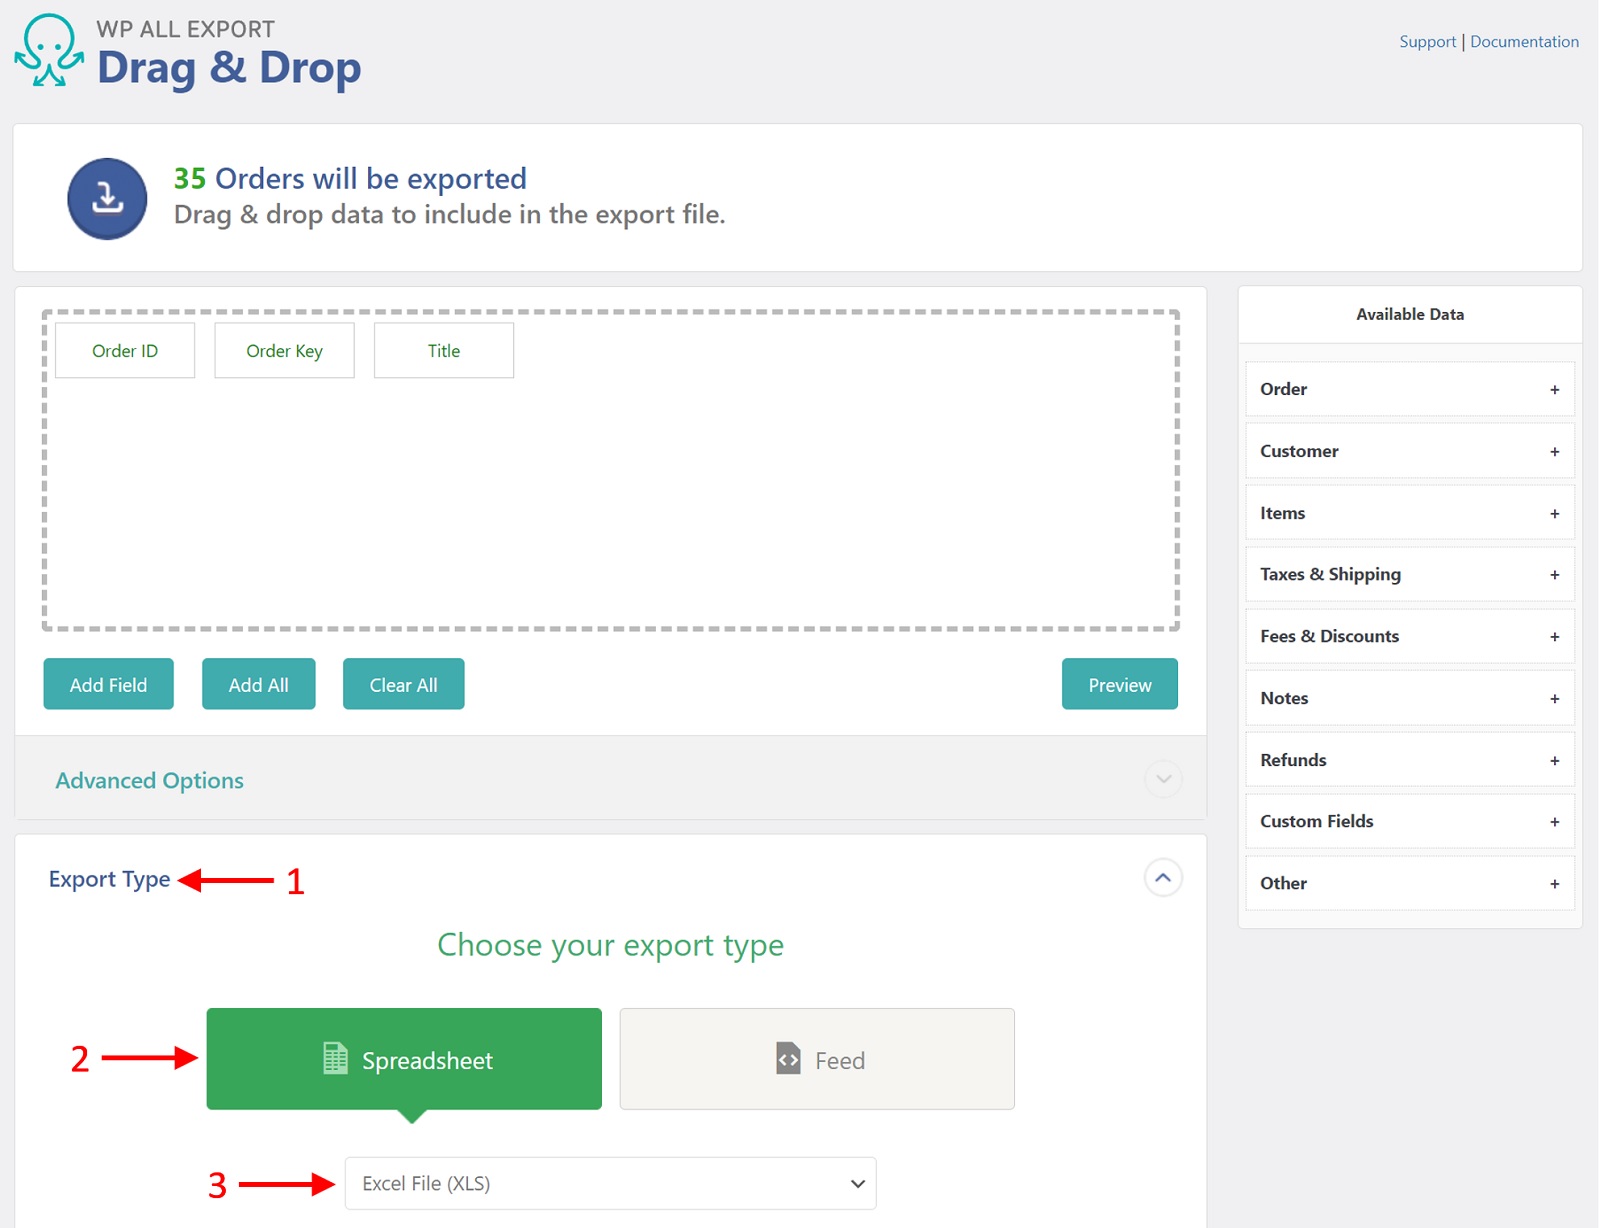 WP ALL EXPORT
Drag & Drop
Support | Documentation
35 Orders will be exported
Drag & drop data to include in the export file.
Order ID
Order Key
Title
Add Field
Add All
Clear All
Preview
Advanced Options
Export Type
1
Choose your export type
2
Spreadsheet
Feed
3
Excel File (XLS)
Available Data
Order +
Customer +
Items +
Taxes & Shipping +
Fees & Discounts +
Notes +
Refunds +
Custom Fields +
Other +